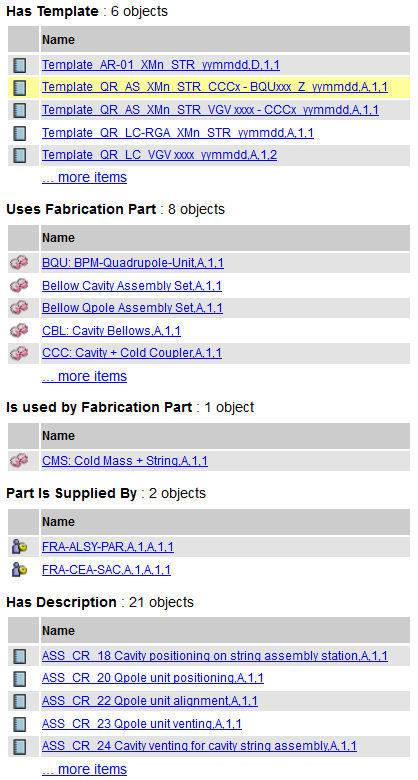 Has Template : 6 objects
Name
Template_AR-01_XMn_STR_yymmdd,D,1,1
Template_QR_AS_XMn_STR_CCCx - BQUxxx_Z_yymmdd,A,1,1
Template_QR_AS_XMn_STR_VGV xxxx - CCCx_yymmdd,A,1,1
Template_QR_LC-RGA_XMn_STR_yymmdd,A,1,1
Template_QR_LC_VGV xxxx_yymmdd,A,1,2
... more items
Uses Fabrication Part : 8 objects
Name
BQU: BPM-Quadrupole-Unit,A,1,1
Bellow Cavity Assembly Set,A,1,1
Bellow Qpole Assembly Set,A,1,1
CBL: Cavity Bellows,A,1,1
CCC: Cavity + Cold Coupler,A,1,1
... more items
Is used by Fabrication Part : 1 object
Name
CMS: Cold Mass + String,A,1,1
Part Is Supplied By : 2 objects
Name
FRA-ALSY-PAR,A,1,A,1,1
FRA-CEA-SAC,A,1,A,1,1
Has Description : 21 objects
Name
ASS_CR_18 Cavity positioning on string assembly station,A,1,1
ASS_CR_20 Qpole unit positioning,A,1,1
ASS_CR_22 Qpole unit alignment,A,1,1
ASS_CR_23 Qpole unit venting,A,1,1
ASS_CR_24 Cavity venting for cavity string assembly,A,1,1
... more items